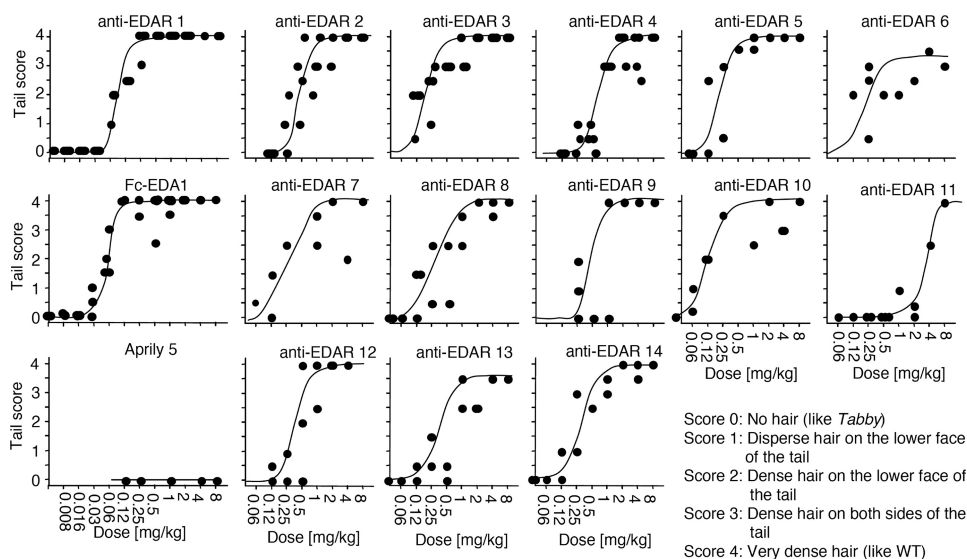 anti-EDAR 1
anti-EDAR 2
anti-EDAR 3
anti-EDAR 4
anti-EDAR 5
anti-EDAR 6
Tail score
4
3
2
1
0
Fc-EDA1
anti-EDAR 7
anti-EDAR 8
anti-EDAR 9
anti-EDAR 10
anti-EDAR 11
Tail score
4
3
2
1
0
0.06
0.12
0.25
0.5
1
2
4
8
Dose [mg/kg]
0.06
0.12
0.25
0.5
1
2
4
8
Dose [mg/kg]
Aprily 5
anti-EDAR 12
anti-EDAR 13
anti-EDAR 14
Tail score
4
3
2
1
0
0.008
0.016
0.03
0.06
0.12
0.25
0.5
1
2
4
8
Dose [mg/kg]
0.06
0.12
0.25
0.5
1
2
4
8
Dose [mg/kg]
0.06
0.12
0.25
0.5
1
2
4
8
Dose [mg/kg]
0.06
0.12
0.25
0.5
1
2
4
8
Dose [mg/kg]
Score 0: No hair (like Tabby)
Score 1: Disperse hair on the lower face
of the tail
Score 2: Dense hair on the lower face of
the tail
Score 3: Dense hair on both sides of the
tail
Score 4: Very dense hair (like WT)